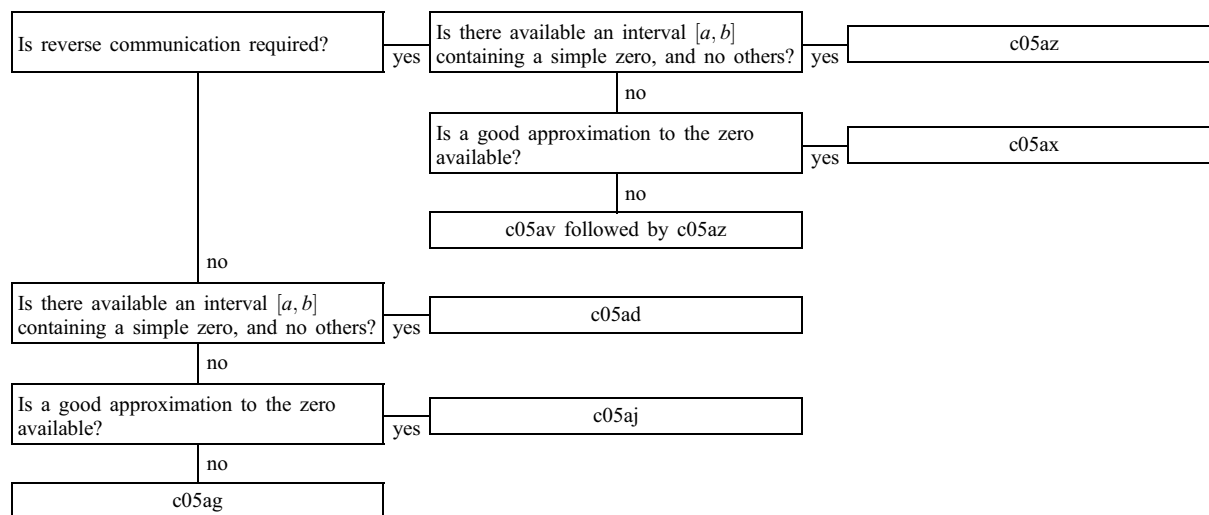 Is reverse communication required?
yes
Is there available an interval [a, b]
containing a simple zero, and no others?
yes
c05az
no
Is a good approximation to the zero
available?
yes
c05ax
no
c05av followed by c05az
no
Is there available an interval [a, b]
containing a simple zero, and no others?
yes
c05ad
no
Is a good approximation to the zero
available?
yes
c05aj
no
c05ag